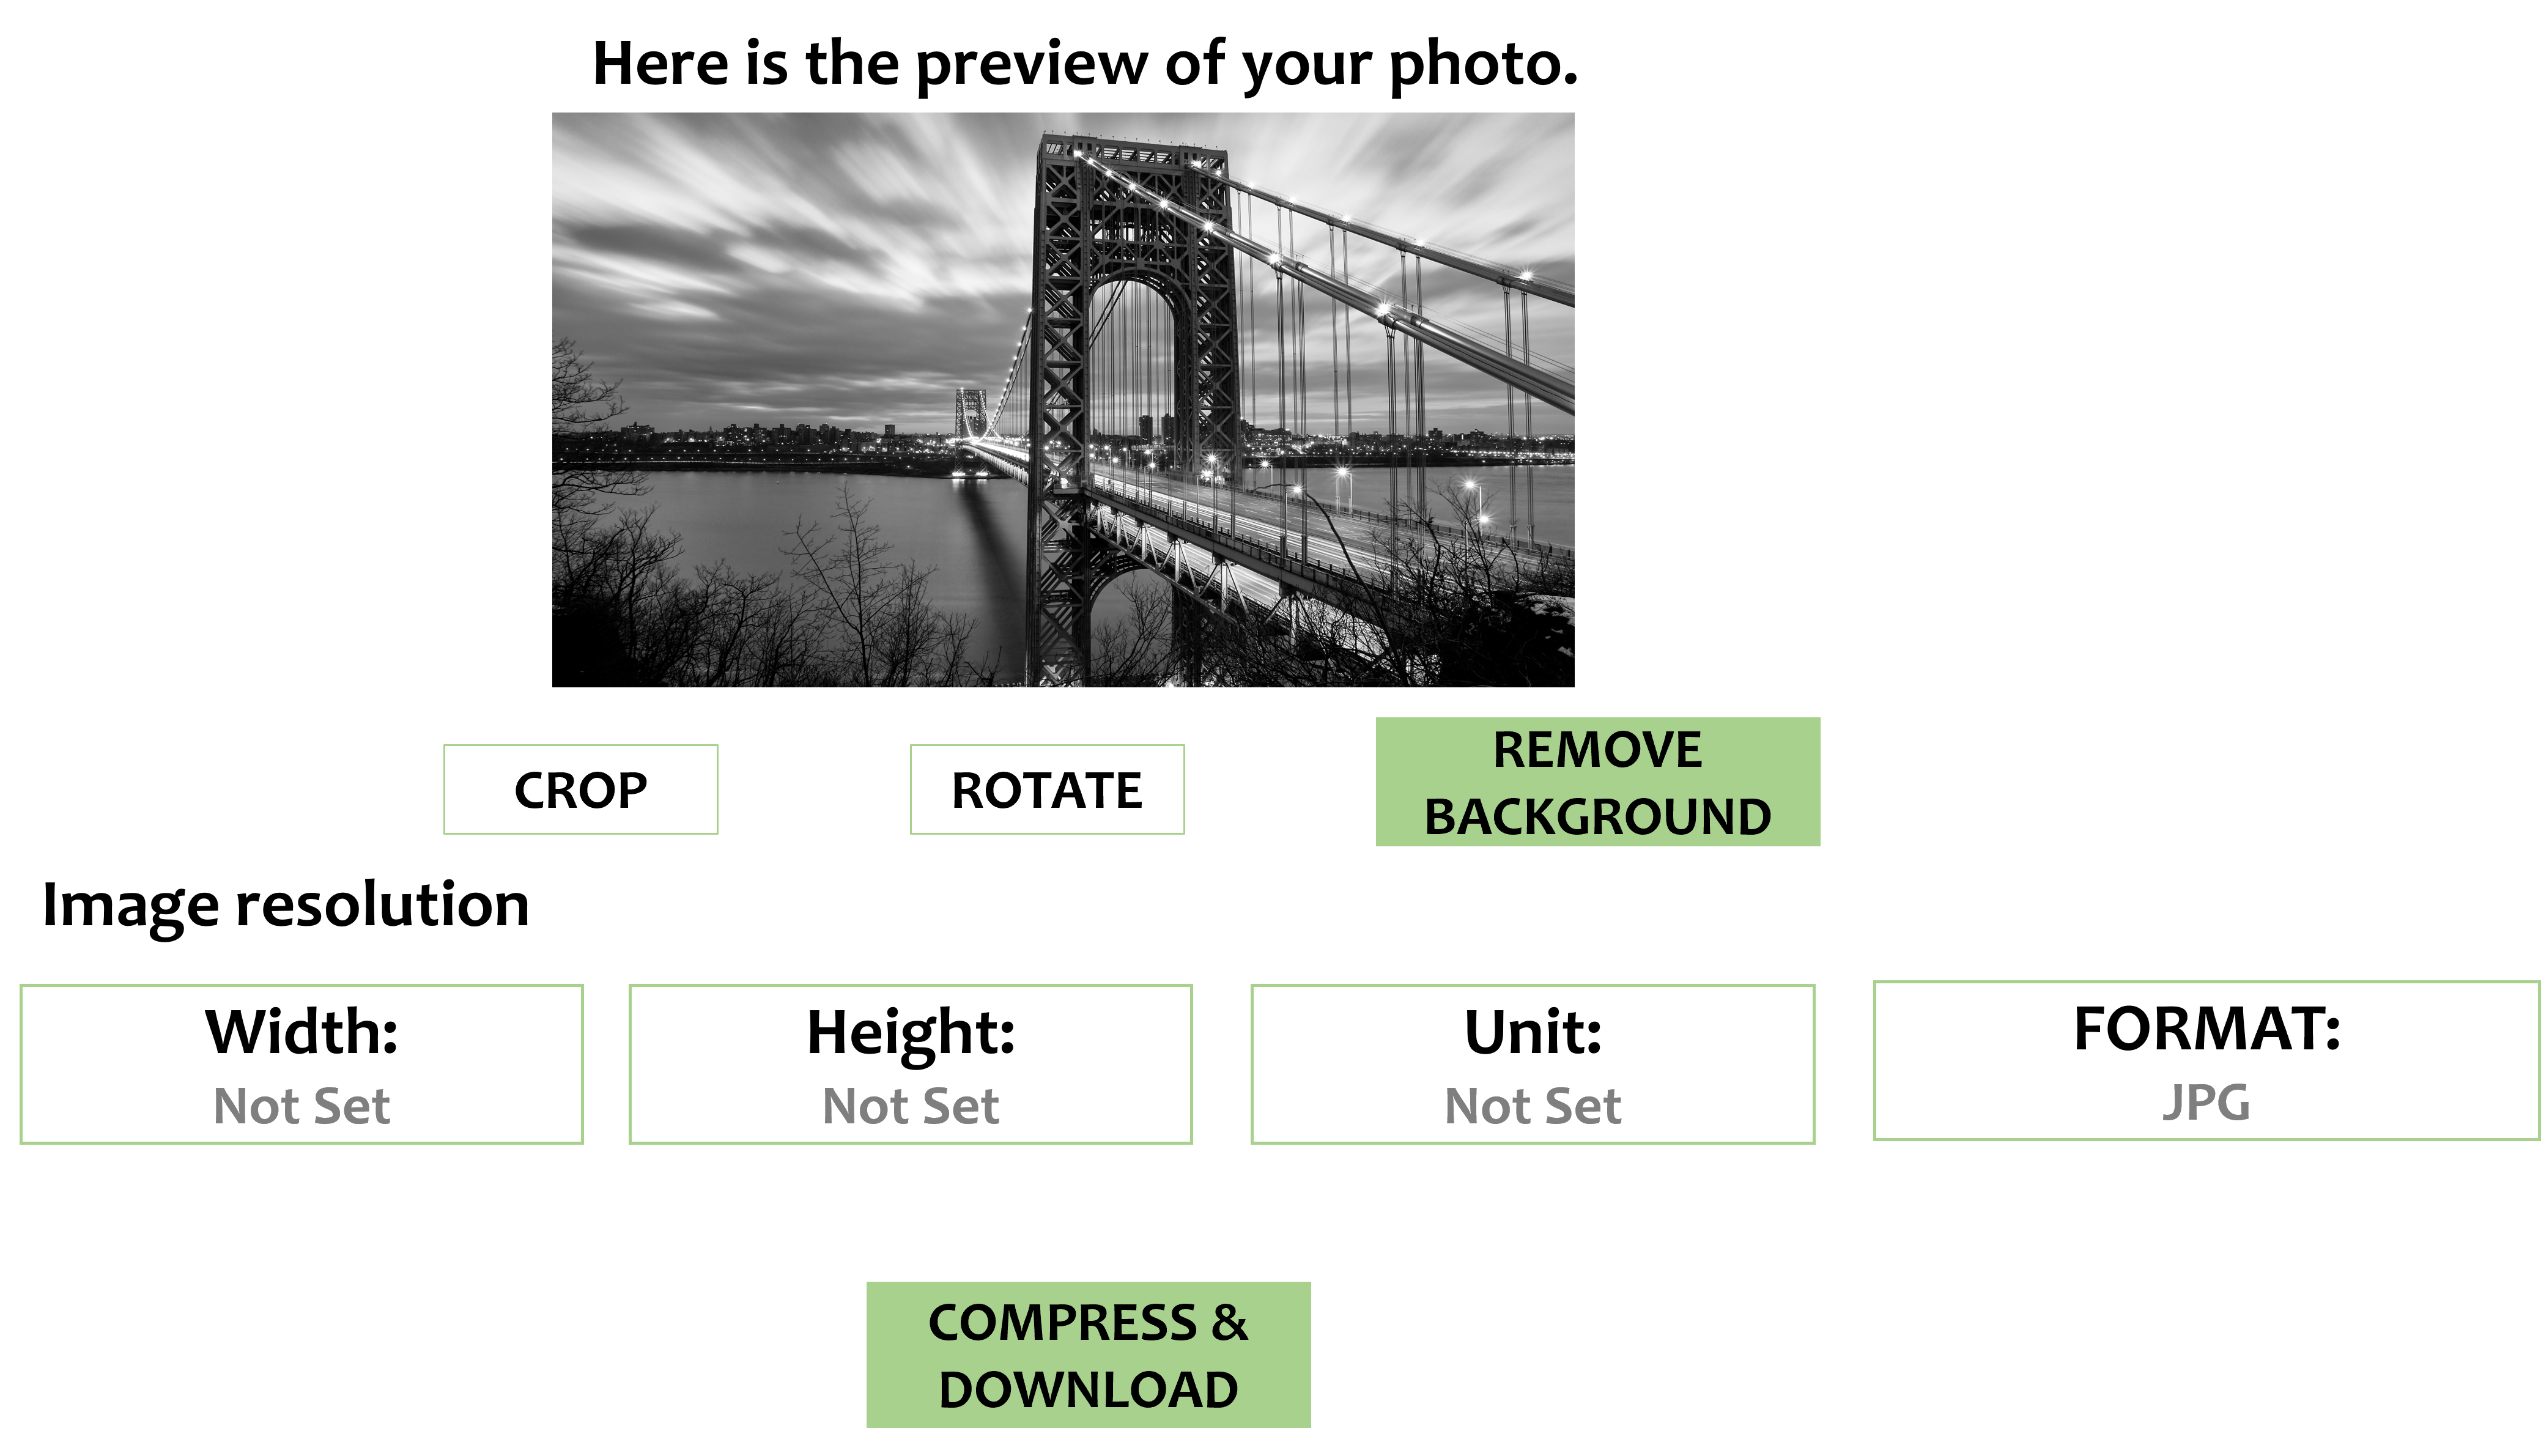 Here is the preview of your photo.
CROP
ROTATE
REMOVE
BACKGROUND
Image resolution
Width:
Not Set
Height:
Not Set
Unit:
Not Set
FORMAT:
JPG
COMPRESS &
DOWNLOAD